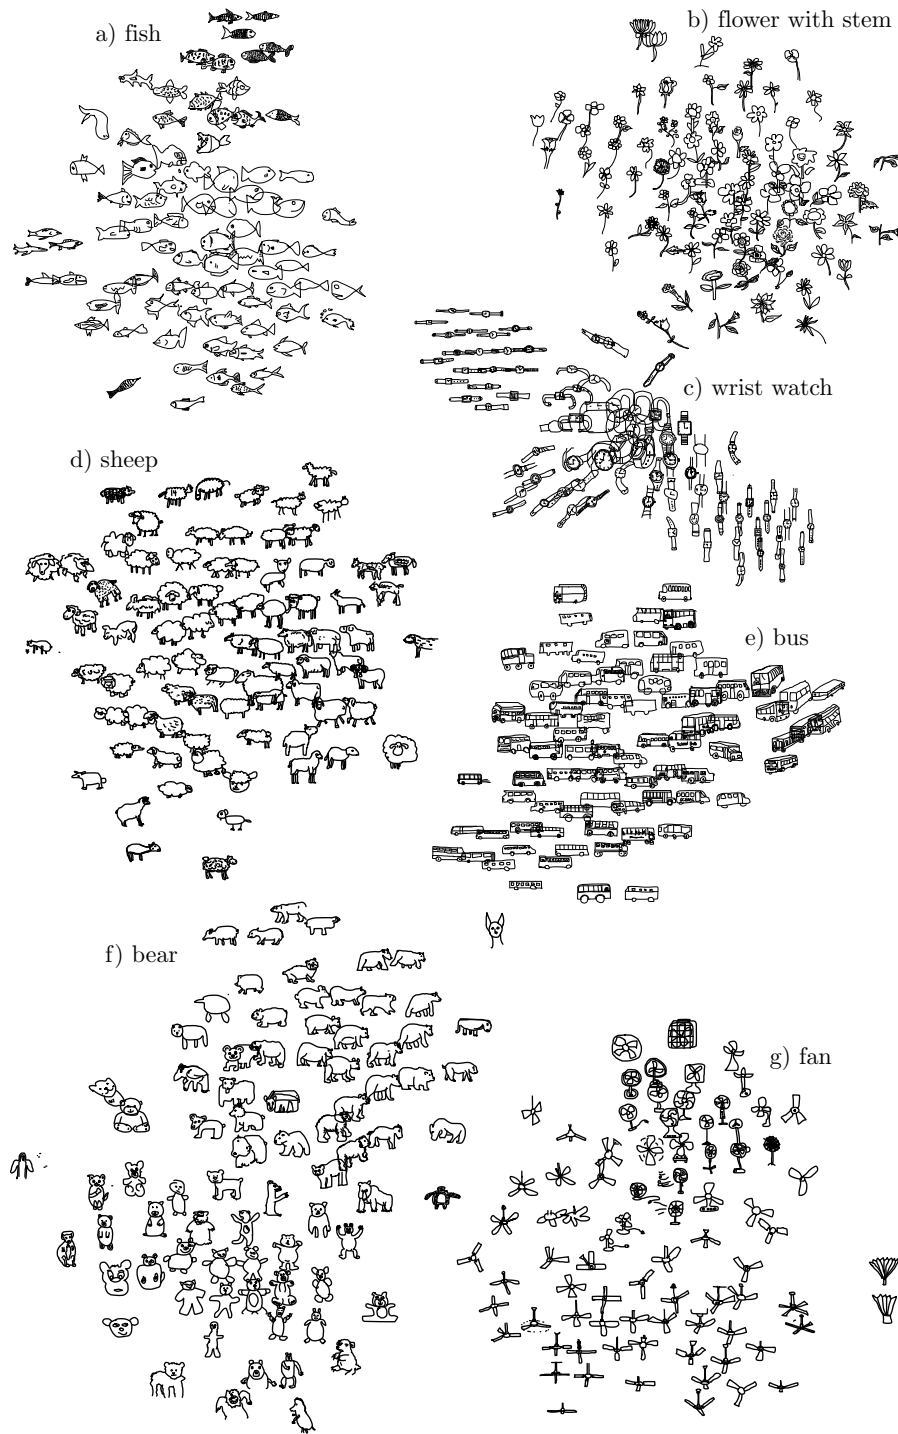 a) fish
b) flower with stem
c) wrist watch
d) sheep
e) bus
f) bear
g) fan